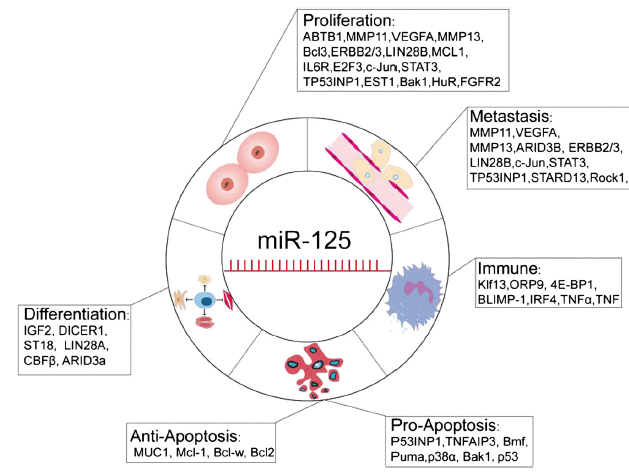 Proliferation:
ABTB1,MMP11,VEGFA,MMP13,
Bcl3,ERBB2/3,LIN28B,MCL1,
IL6R,E2F3,c-Jun,STAT3,
TP53INP1,EST1,Bak1,HuR,FGFR2
Metastasis:
MMP11,VEGFA,
MMP13,ARID3B, ERBB2/3,
LIN28B,c-Jun,STAT3,
TP53INP1,STARD13,Rock1,
miR-125
Immune:
Klf13,ORP9, 4E-BP1,
BLIMP-1,IRF4,TNFα,TNF
Differentiation:
IGF2, DICER1,
ST18, LIN28A,
CBFβ, ARID3a
Anti-Apoptosis:
MUC1, Mcl-1, Bcl-w, Bcl2
Pro-Apoptosis:
P53INP1,TNFAIP3, Bmf,
Puma,p38α, Bak1, p53